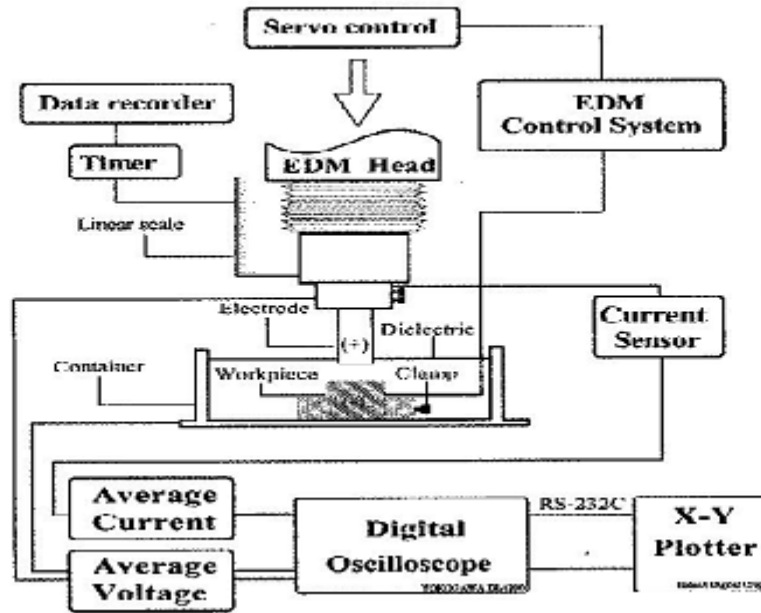 Servo control
Data recorder
EDM
Control System
Timer
EDM Head
Linear scale
Electrode
Dielectric
Current
Sensor
(+)
Container
Workpiece
Clamp
Average
Current
Digital
Oscilloscope
RS-232C
X-Y
Plotter
Average
Voltage
YOKOGAWA